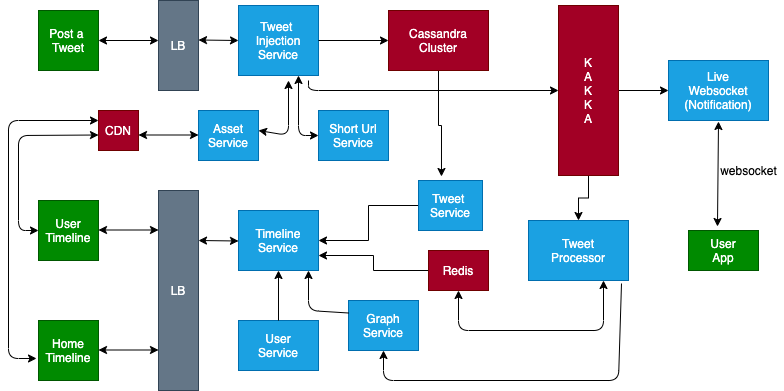 Post a
Tweet
LB
Tweet
Injection
Service
Cassandra
Cluster
K
A
K
K
A
Live
Websocket
(Notification)
CDN
Asset
Service
Short Url
Service
websocket
User
Timeline
LB
Timeline
Service
Tweet
Service
Tweet
Processor
User
App
Redis
Home
Timeline
User
Service
Graph
Service